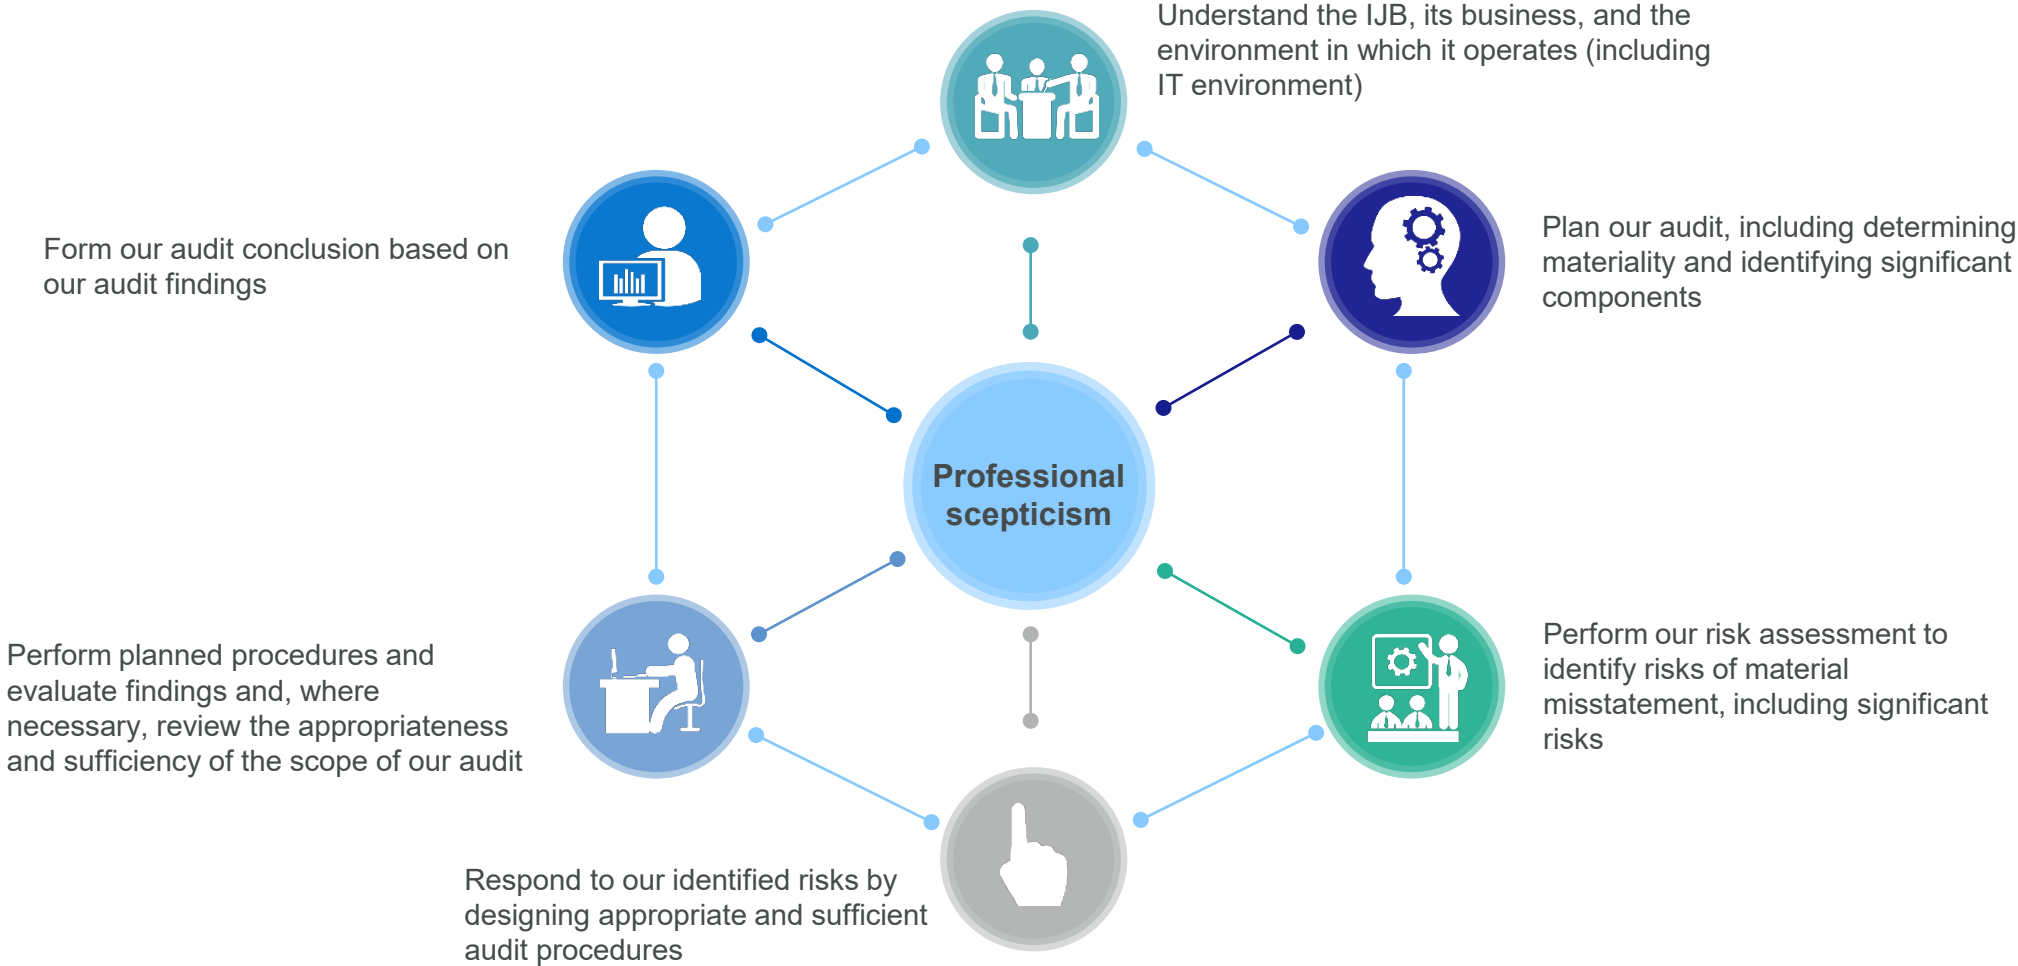 Understand the IJB, its business, and the
environment in which it operates (including
IT environment)
Plan our audit, including determining
materiality and identifying significant
components
Perform our risk assessment to
identify risks of material
misstatement, including significant
risks
Respond to our identified risks by
designing appropriate and sufficient
audit procedures
Perform planned procedures and
evaluate findings and, where
necessary, review the appropriateness
and sufficiency of the scope of our audit
Form our audit conclusion based on
our audit findings
Professional
scepticism